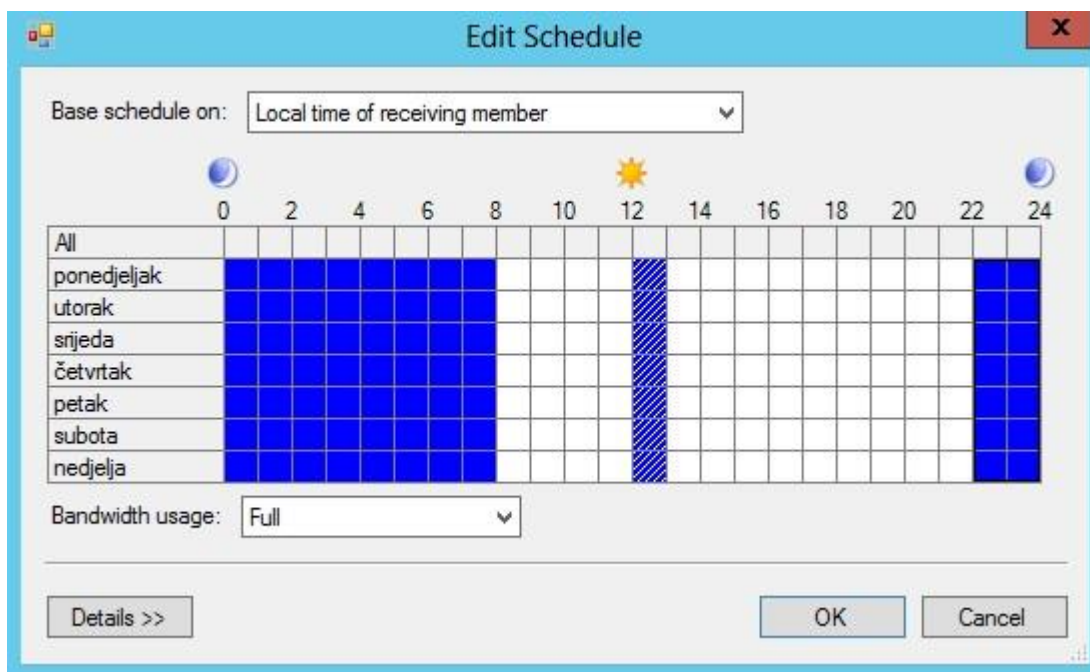 Edit Schedule
x
Base schedule on: Local time of receiving member
0 2 4 6 8 10 12 14 16 18 20 22 24
All
ponedjeljak
utorak
srijeda
četvrtak
petak
subota
nedjelja
Bandwidth usage: Full
Details >> OK Cancel